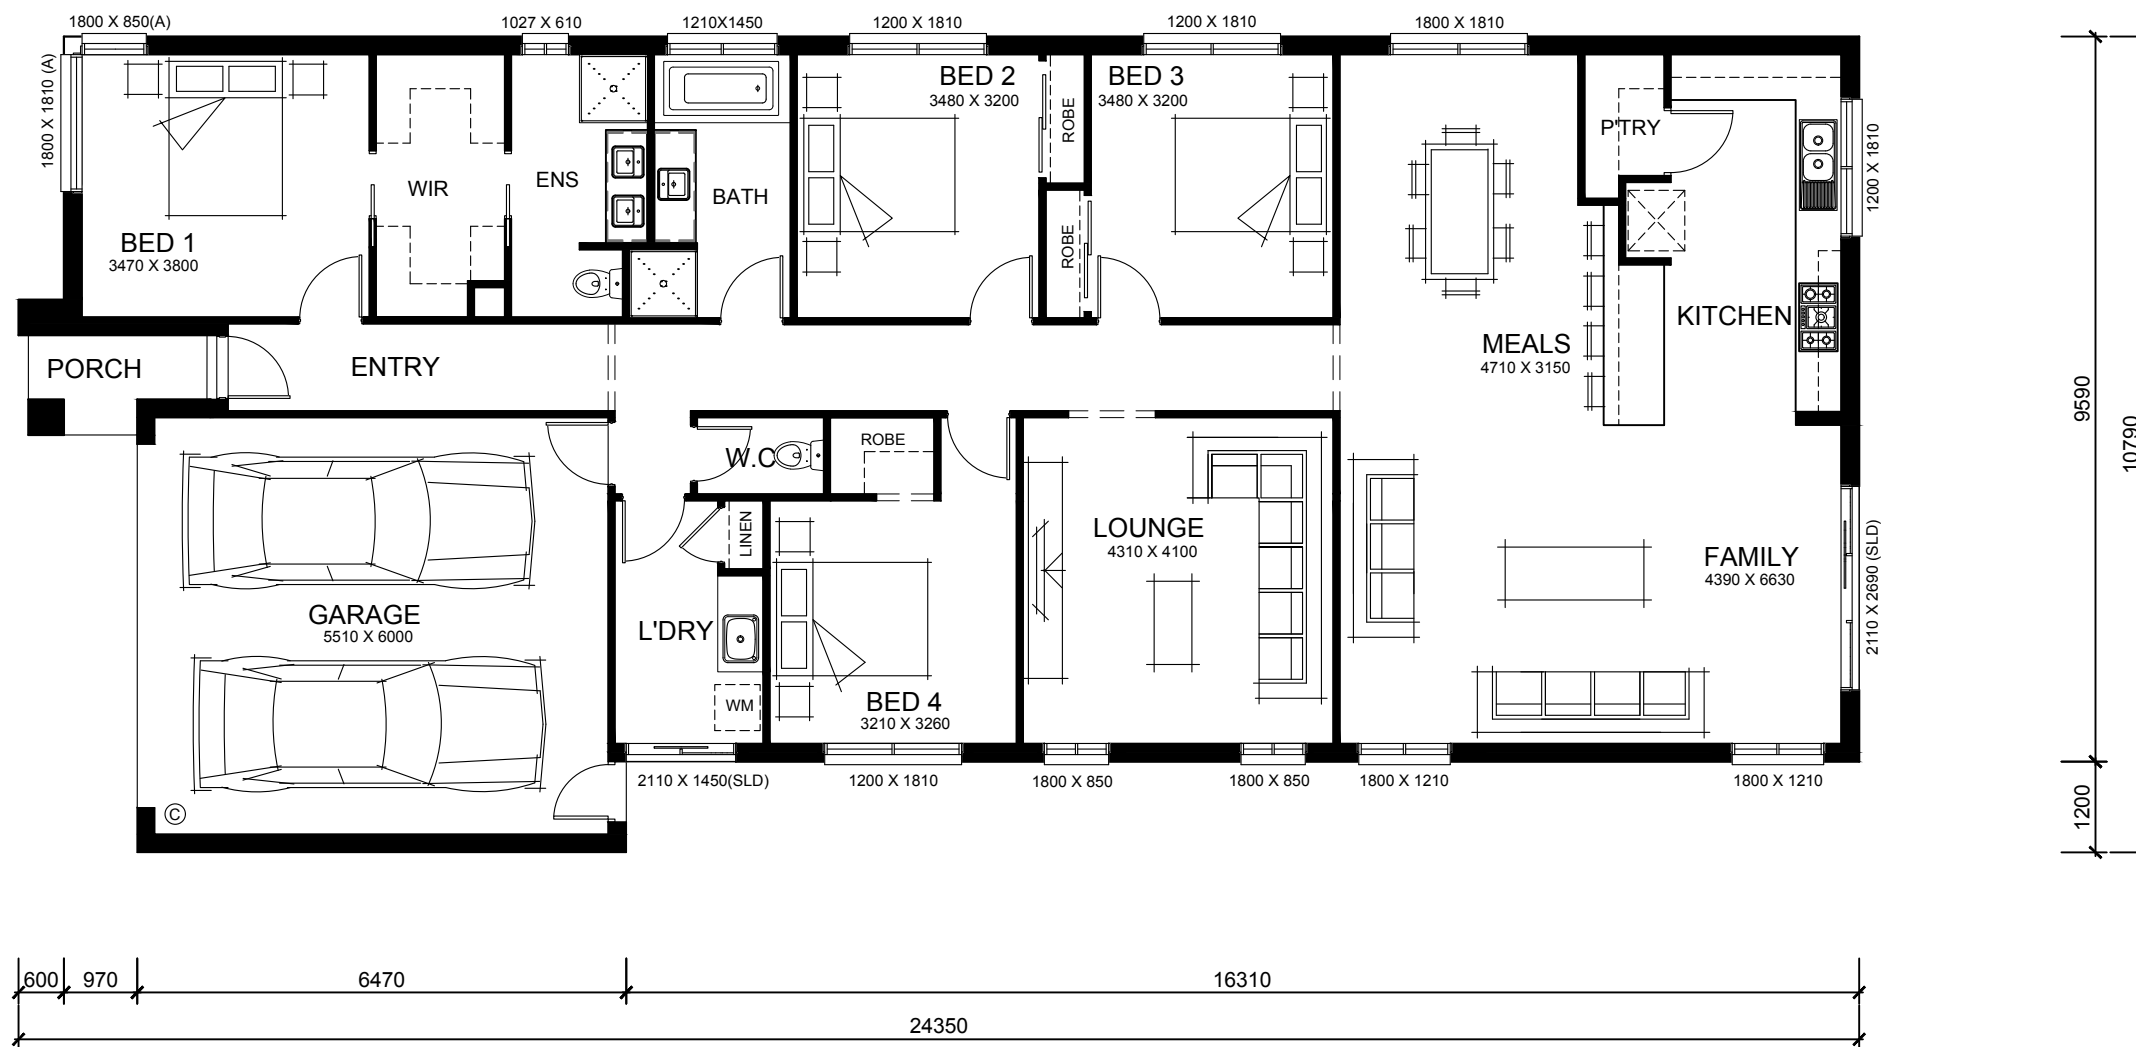 1800 X 850(A)
1027 X 610
1210X1450
1200 X 1810
1200 X 1810
1800 X 1810
1800 X 1810 (A)
BED 1
3470 X 3800
WIR
ENS
BATH
BED 2
3480 X 3200
ROBE
ROBE
BED 3
3480 X 3200
P'TRY
1200 X 1810
KITCHEN
MEALS
4710 X 3150
PORCH
ENTRY
W.C
ROBE
LINEN
GARAGE
5510 X 6000
L'DRY
WM
BED 4
3210 X 3260
LOUNGE
4310 X 4100
FAMILY
4390 X 6630
2110 X 2690 (SLD)
C
2110 X 1450(SLD)
1200 X 1810
1800 X 850
1800 X 850
1800 X 1210
1800 X 1210
9590
10790
1200
600
970
6470
16310
24350